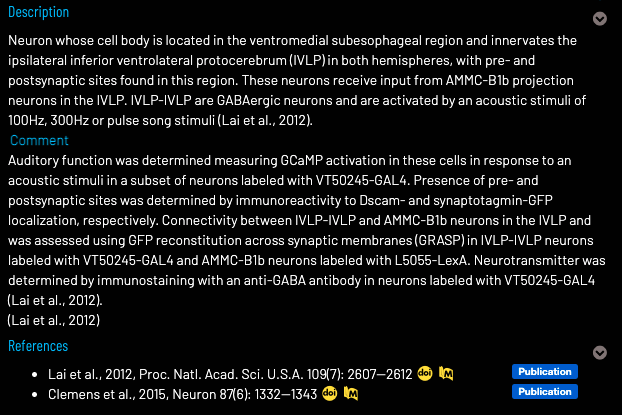 Description
Neuron whose cell body is located in the ventromedial subesophageal region and innervates the
ipsilateral inferior ventrolateral protocerebrum (IVLP) in both hemispheres, with pre- and
postsynaptic sites found in this region. These neurons receive input from AMMC-B1b projection
neurons in the IVLP. IVLP-IVLP are GABAergic neurons and are activated by an acoustic stimuli of
100Hz, 300Hz or pulse song stimuli (Lai et al., 2012).
Comment
Auditory function was determined measuring GCaMP activation in these cells in response to an
acoustic stimuli in a subset of neurons labeled with VT50245-GAL4. Presence of pre- and
postsynaptic sites was determined by immunoreactivity to Dscam- and synaptotagmin-GFP
localization, respectively. Connectivity between IVLP-IVLP and AMMC-B1b neurons in the IVLP and
was assessed using GFP reconstitution across synaptic membranes (GRASP) in IVLP-IVLP neurons
labeled with VT50245-GAL4 and AMMC-B1b neurons labeled with L5055-LexA. Neurotransmitter was
determined by immunostaining with an anti-GABA antibody in neurons labeled with VT50245-GAL4
(Lai et al., 2012).
(Lai et al., 2012)
References
• Lai et al., 2012, Proc. Natl. Acad. Sci. U.S.A. 109(7): 2607—2612 doi M Publication
• Clemens et al., 2015, Neuron 87(6): 1332—1343 doi M Publication